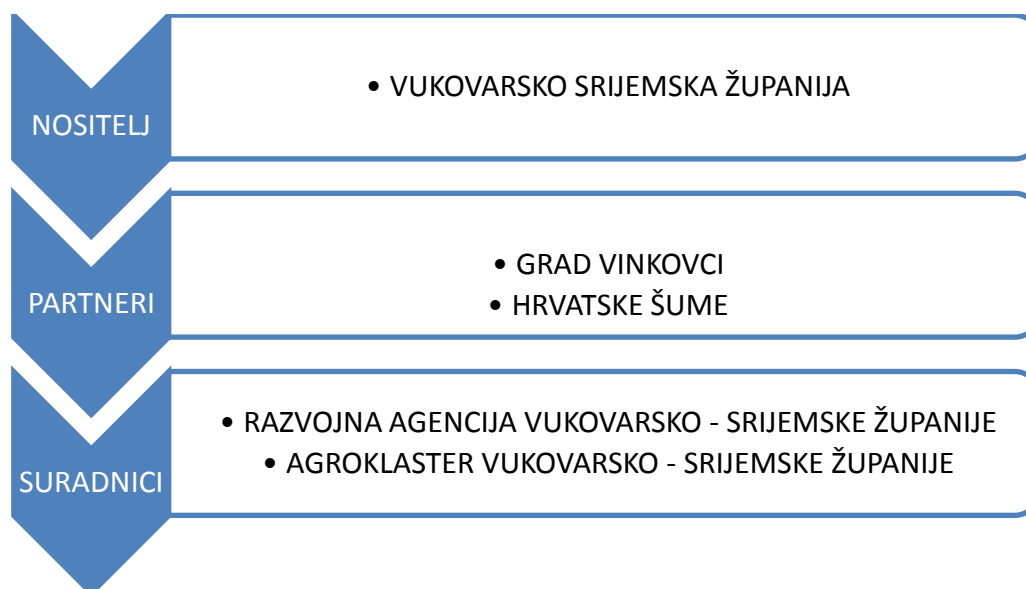 NOSITELJ
• VUKOVARSKO SRIJEMSKA ŽUPANIJA
PARTNERI
• GRAD VINKOVCI
• HRVATSKE ŠUME
SURADNICI
• RAZVOJNA AGENCIJA VUKOVARSKO - SRIJEMSKE ŽUPANIJE
• AGROKLASTER VUKOVARSKO - SRIJEMSKE ŽUPANIJE